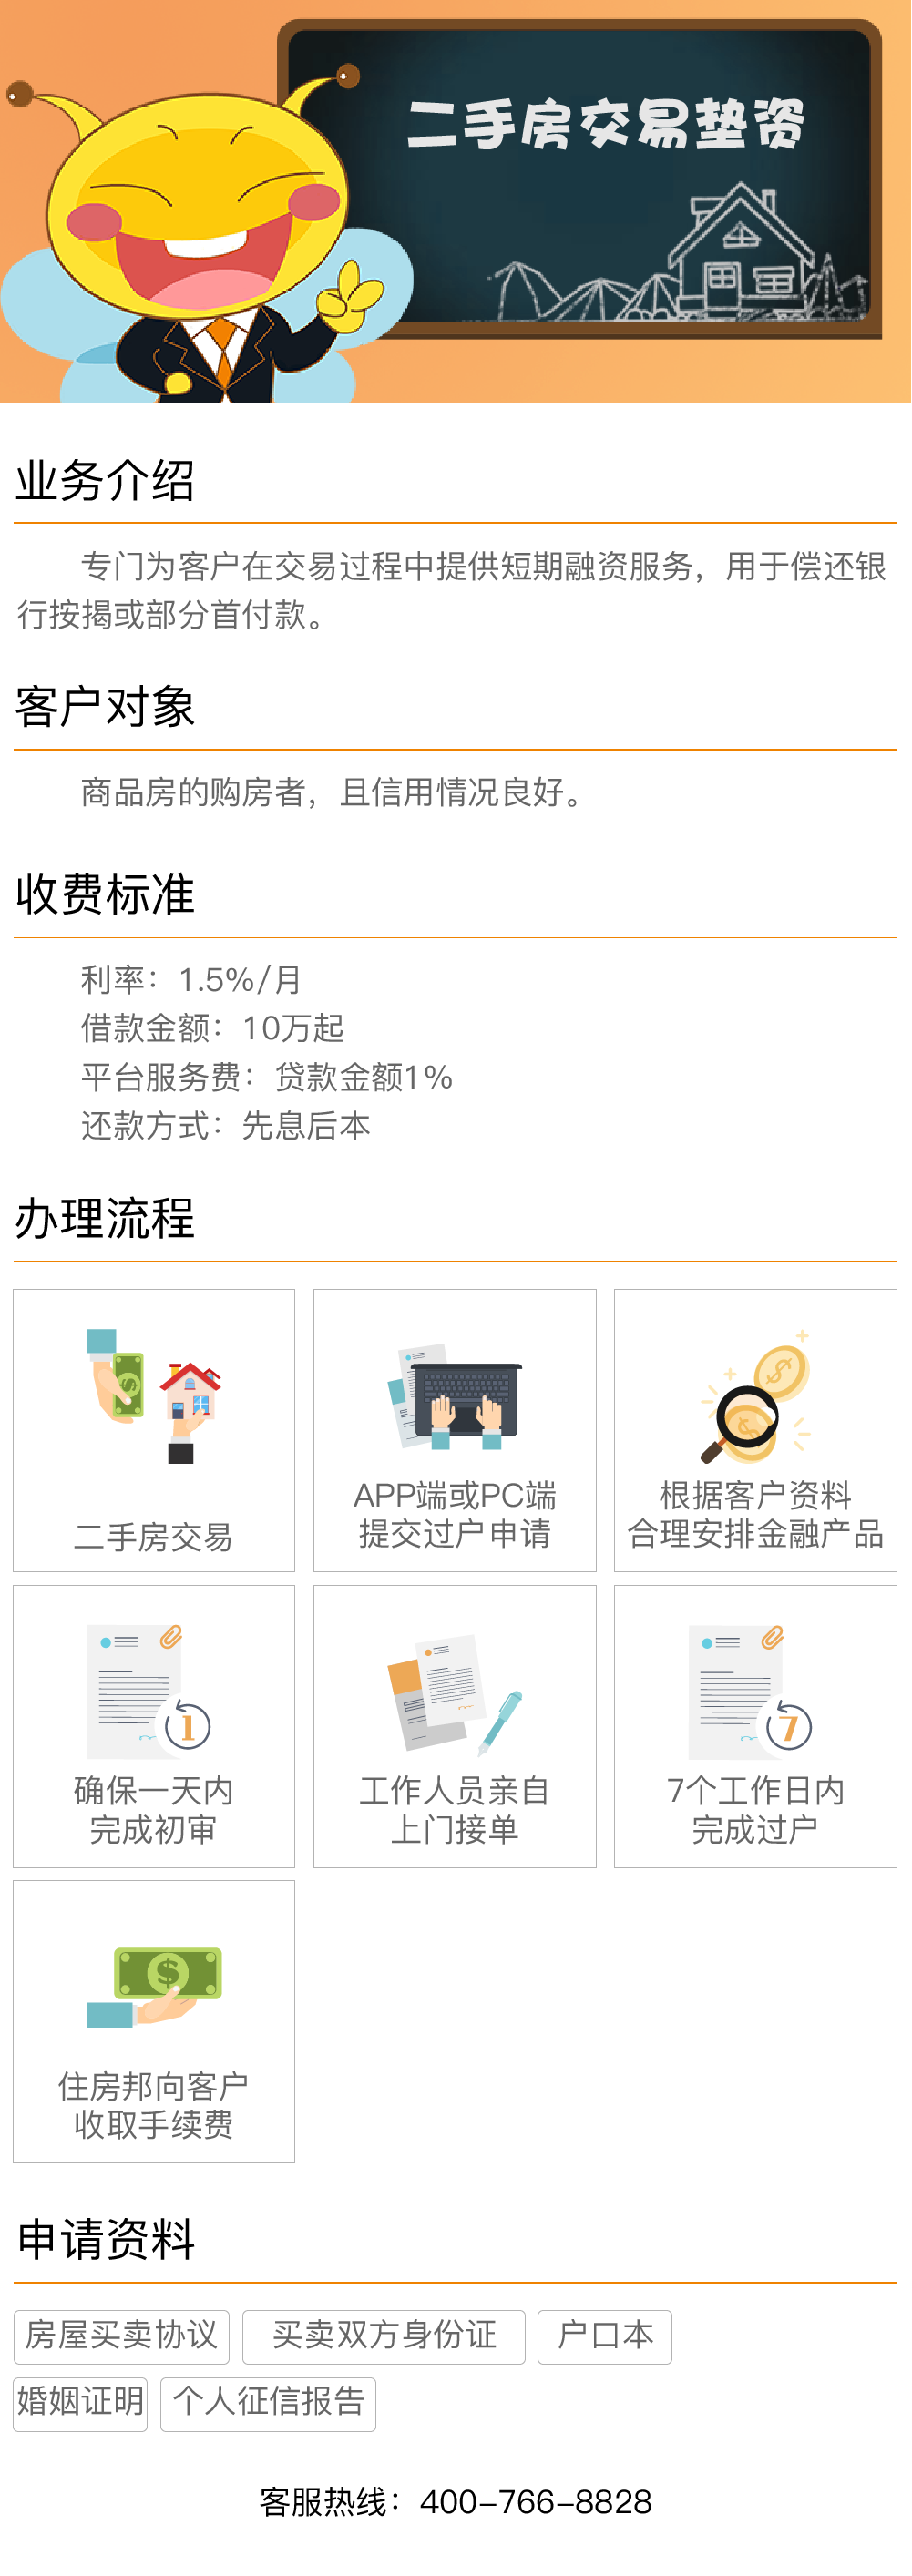 二手房交易垫资
业务介绍
专门为客户在交易过程中提供短期融资服务，用于偿还银
行按揭或部分首付款。
客户对象
商品房的购房者，且信用情况良好。
收费标准
利率：1.5%/月
借款金额：10万起
平台服务费：贷款金额1%
还款方式：先息后本
办理流程
二手房交易
APP端或PC端
提交过户申请
根据客户资料
合理安排金融产品
1
确保一天内
完成初审
工作人员亲自
上门接单
7
7个工作日内
完成过户
住房邦向客户
收取手续费
申请资料
房屋买卖协议 买卖双方身份证 户口本
婚姻证明 个人征信报告
客服热线：400-766-8828